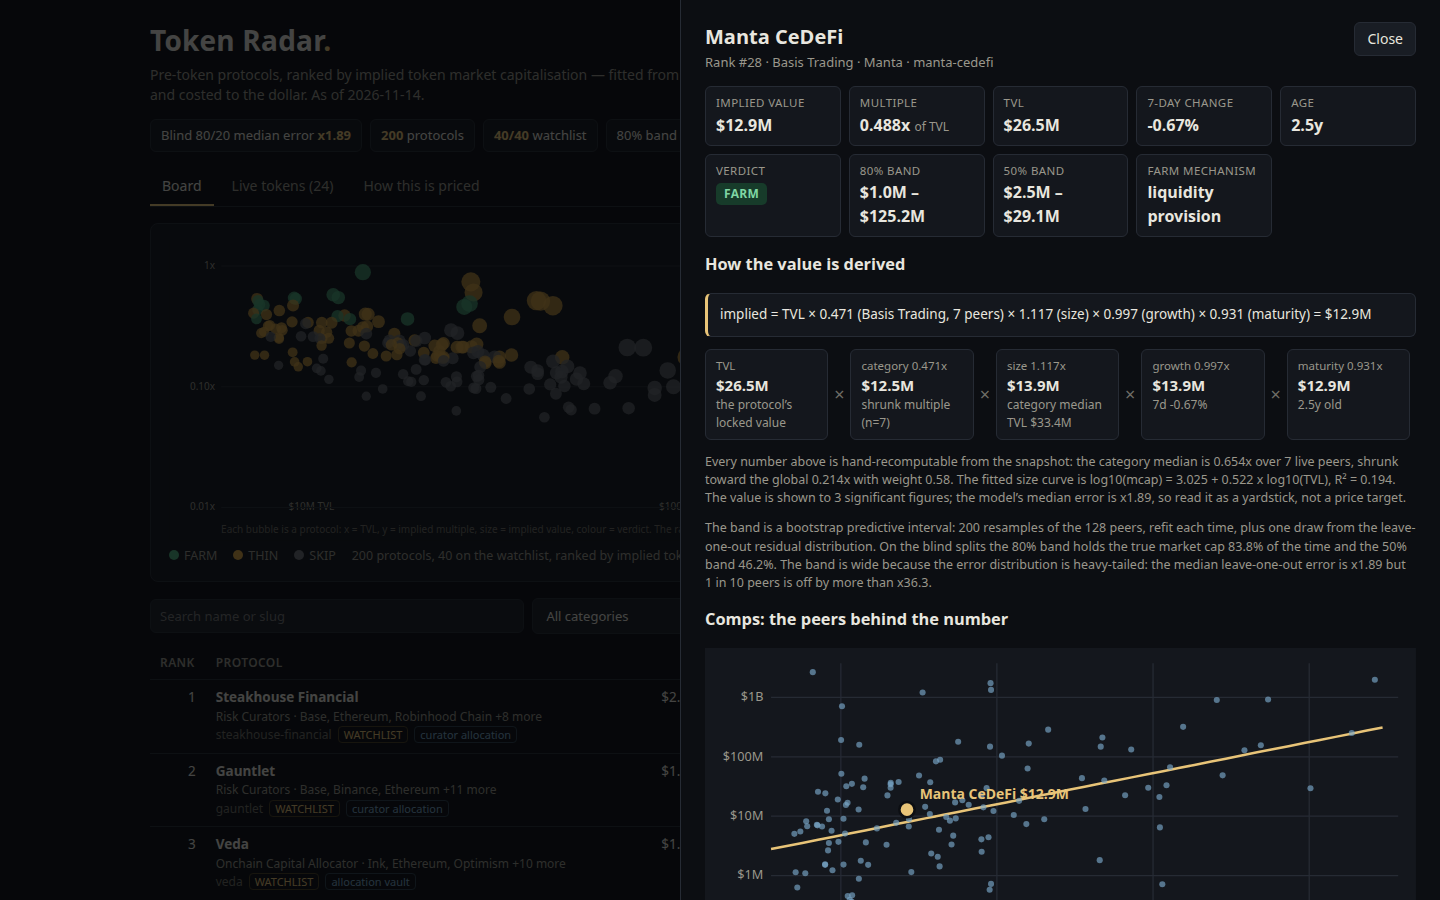 Token Radar.
Pre-token protocols, ranked by implied token market capitalisation — fitted from
and costed to the dollar. As of 2026-11-14.
Blind 80/20 median error x1.89
200 protocols
40/40 watchlist
80% band
Board
Live tokens (24)
How this is priced
1x
0.10x
0.01x
$10M TVL
$100
Each bubble is a protocol: x = TVL, y = implied multiple, size = implied value, colour = verdict. The ra
FARM
THIN
SKIP
200 protocols, 40 on the watchlist, ranked by implied tok
Search name or slug
All categories
RANK
PROTOCOL
1
Steakhouse Financial
$2.
Risk Curators · Base, Ethereum, Robinhood Chain +8 more
steakhouse-financial WATCHLIST curator allocation
2
Gauntlet
$1.
Risk Curators · Base, Binance, Ethereum +11 more
gauntlet WATCHLIST curator allocation
3
Veda
$1.
Onchain Capital Allocator · Ink, Ethereum, Optimism +10 more
veda WATCHLIST allocation vault
Manta CeDeFi
Close
Rank #28 · Basis Trading · Manta · manta-cedefi
IMPLIED VALUE
$12.9M
MULTIPLE
0.488x of TVL
TVL
$26.5M
7-DAY CHANGE
-0.67%
AGE
2.5y
VERDICT
FARM
80% BAND
$1.0M –
$125.2M
50% BAND
$2.5M –
$29.1M
FARM MECHANISM
liquidity
provision
How the value is derived
implied = TVL × 0.471 (Basis Trading, 7 peers) × 1.117 (size) × 0.997 (growth) × 0.931 (maturity) = $12.9M
TVL
$26.5M
the protocol's
locked value
×
category 0.471x
$12.5M
shrunk multiple
(n=7)
×
size 1.117x
$13.9M
category median
TVL $33.4M
×
growth 0.997x
$13.9M
7d -0.67%
×
maturity 0.931x
$12.9M
2.5y old
Every number above is hand-recomputable from the snapshot: the category median is 0.654x over 7 live peers, shrunk
toward the global 0.214x with weight 0.58. The fitted size curve is log10(mcap) = 3.025 + 0.522 x log10(TVL), R² = 0.194.
The value is shown to 3 significant figures; the model's median error is x1.89, so read it as a yardstick, not a price target.
The band is a bootstrap predictive interval: 200 resamples of the 128 peers, refit each time, plus one draw from the leave-
one-out residual distribution. On the blind splits the 80% band holds the true market cap 83.8% of the time and the 50%
band 46.2%. The band is wide because the error distribution is heavy-tailed: the median leave-one-out error is x1.89 but
1 in 10 peers is off by more than x36.3.
Comps: the peers behind the number
$1B
$100M
$10M
$1M
Manta CeDeFi $12.9M